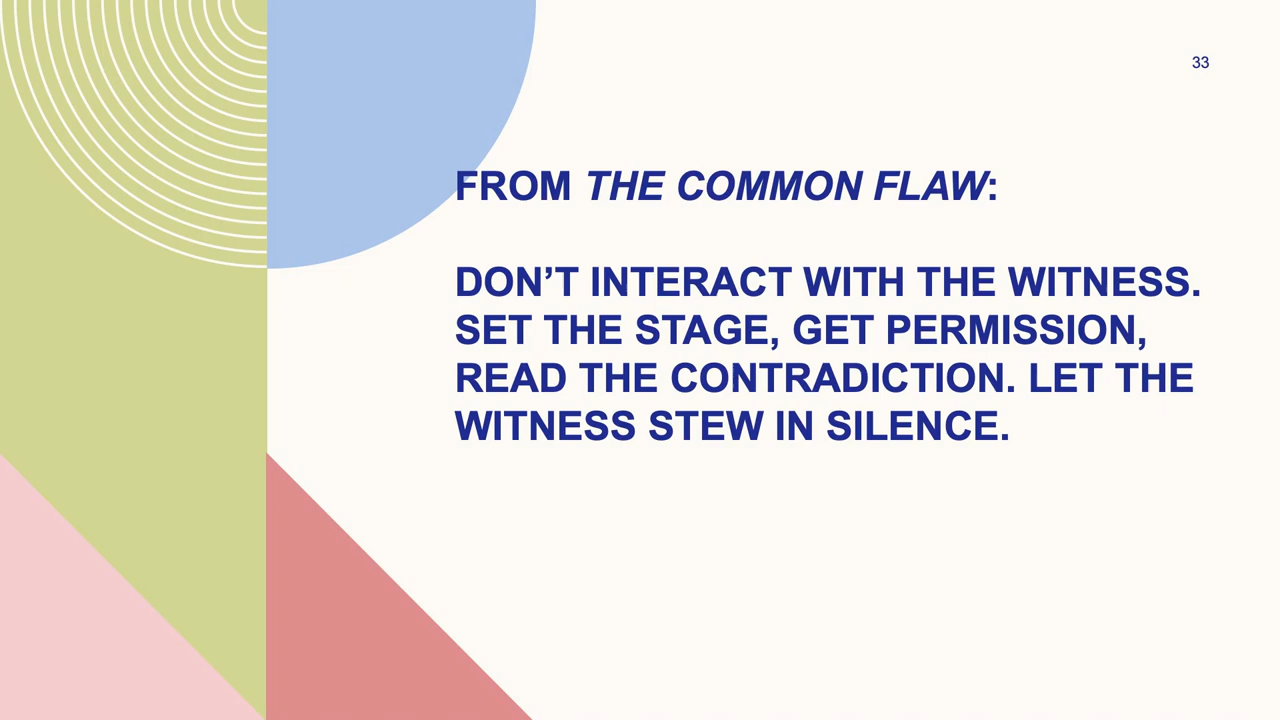 33
FROM THE COMMON FLAW:
DON’T INTERACT WITH THE WITNESS.
SET THE STAGE, GET PERMISSION,
READ THE CONTRADICTION. LET THE
WITNESS STEW IN SILENCE.